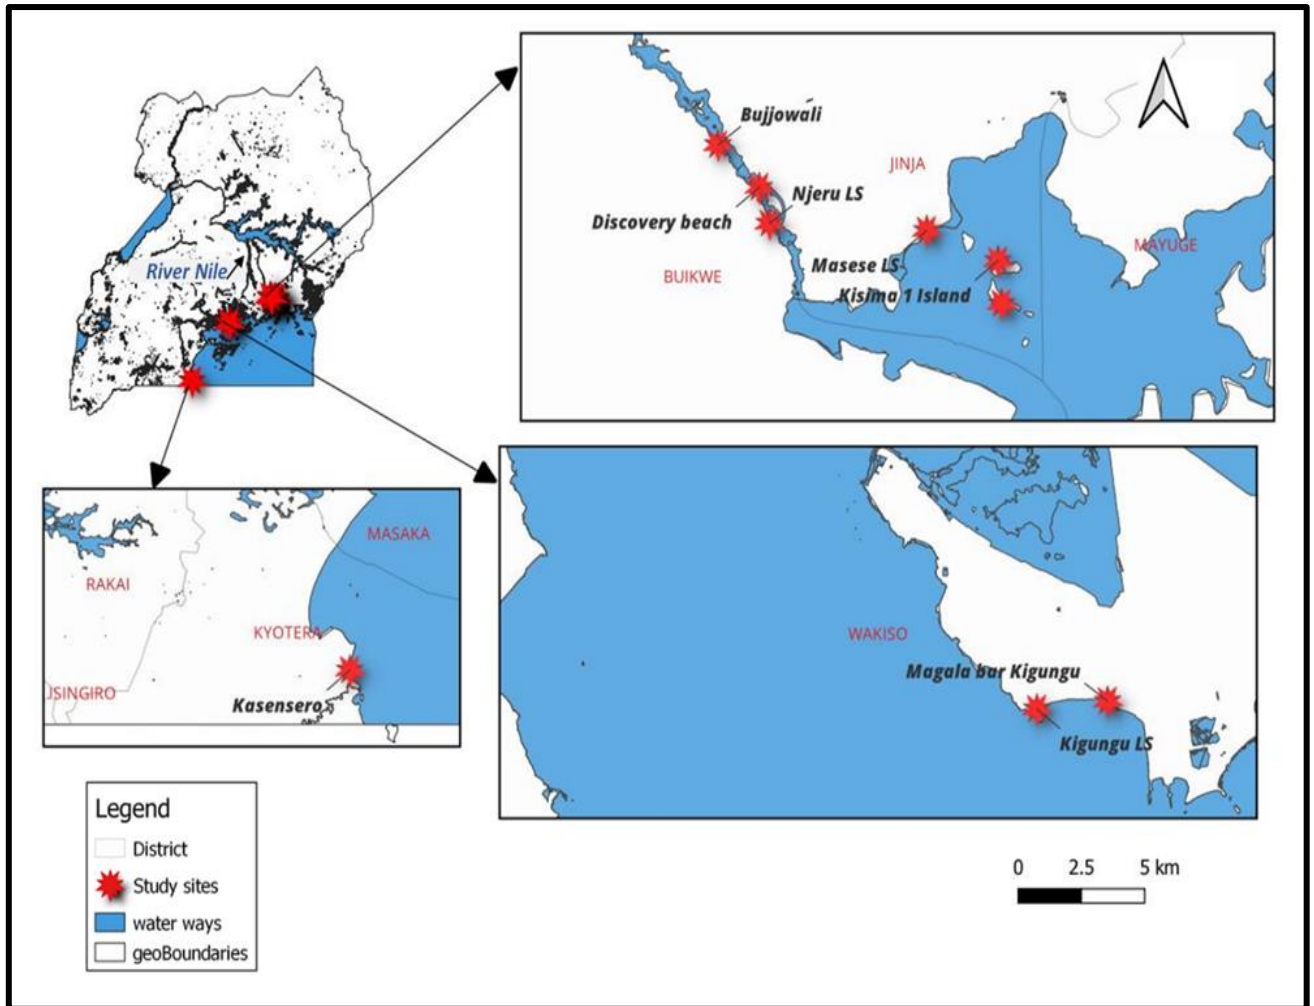 River Nile
Bujjowali
JINJA
Njeru LS
Discovery beach
MAYUGE
Masese LS
BUIKWE
Kisima 1 Island
MASAKA
RAKAI
KYOTERA
ISINGIRO
Kasensero
WAKISO
Magala bar Kigungu
Kigungu LS
Legend
District
Study sites
water ways
geoBoundaries
0 2.5 5 km